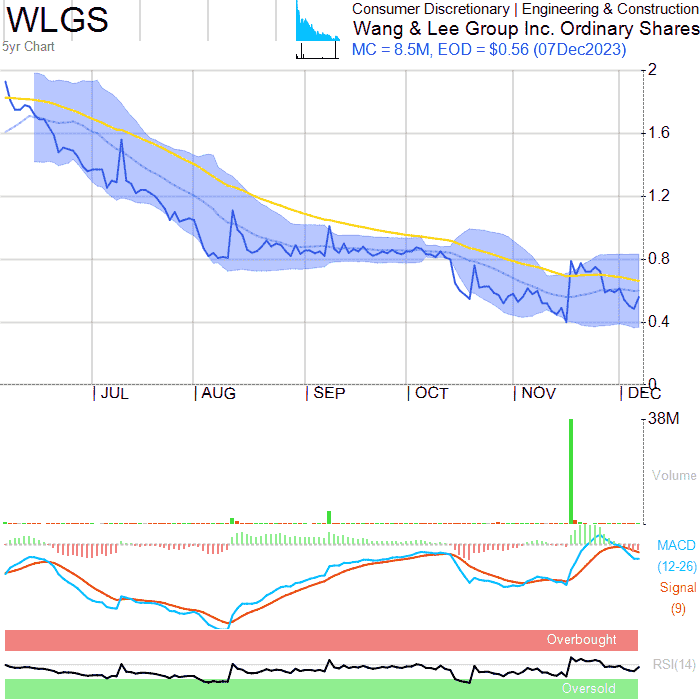 WLGS
Consumer Discretionary | Engineering & Construction
Wang & Lee Group Inc. Ordinary Shares
5yr Chart
MC = 8.5M, EOD = $0.56 (07Dec2023)
2
1.6
1.2
0.8
0.4
0
JUL AUG SEP OCT NOV DEC
38M
Volume
MACD
(12-26)
Signal
(9)
Overbought
RSI(14)
Oversold